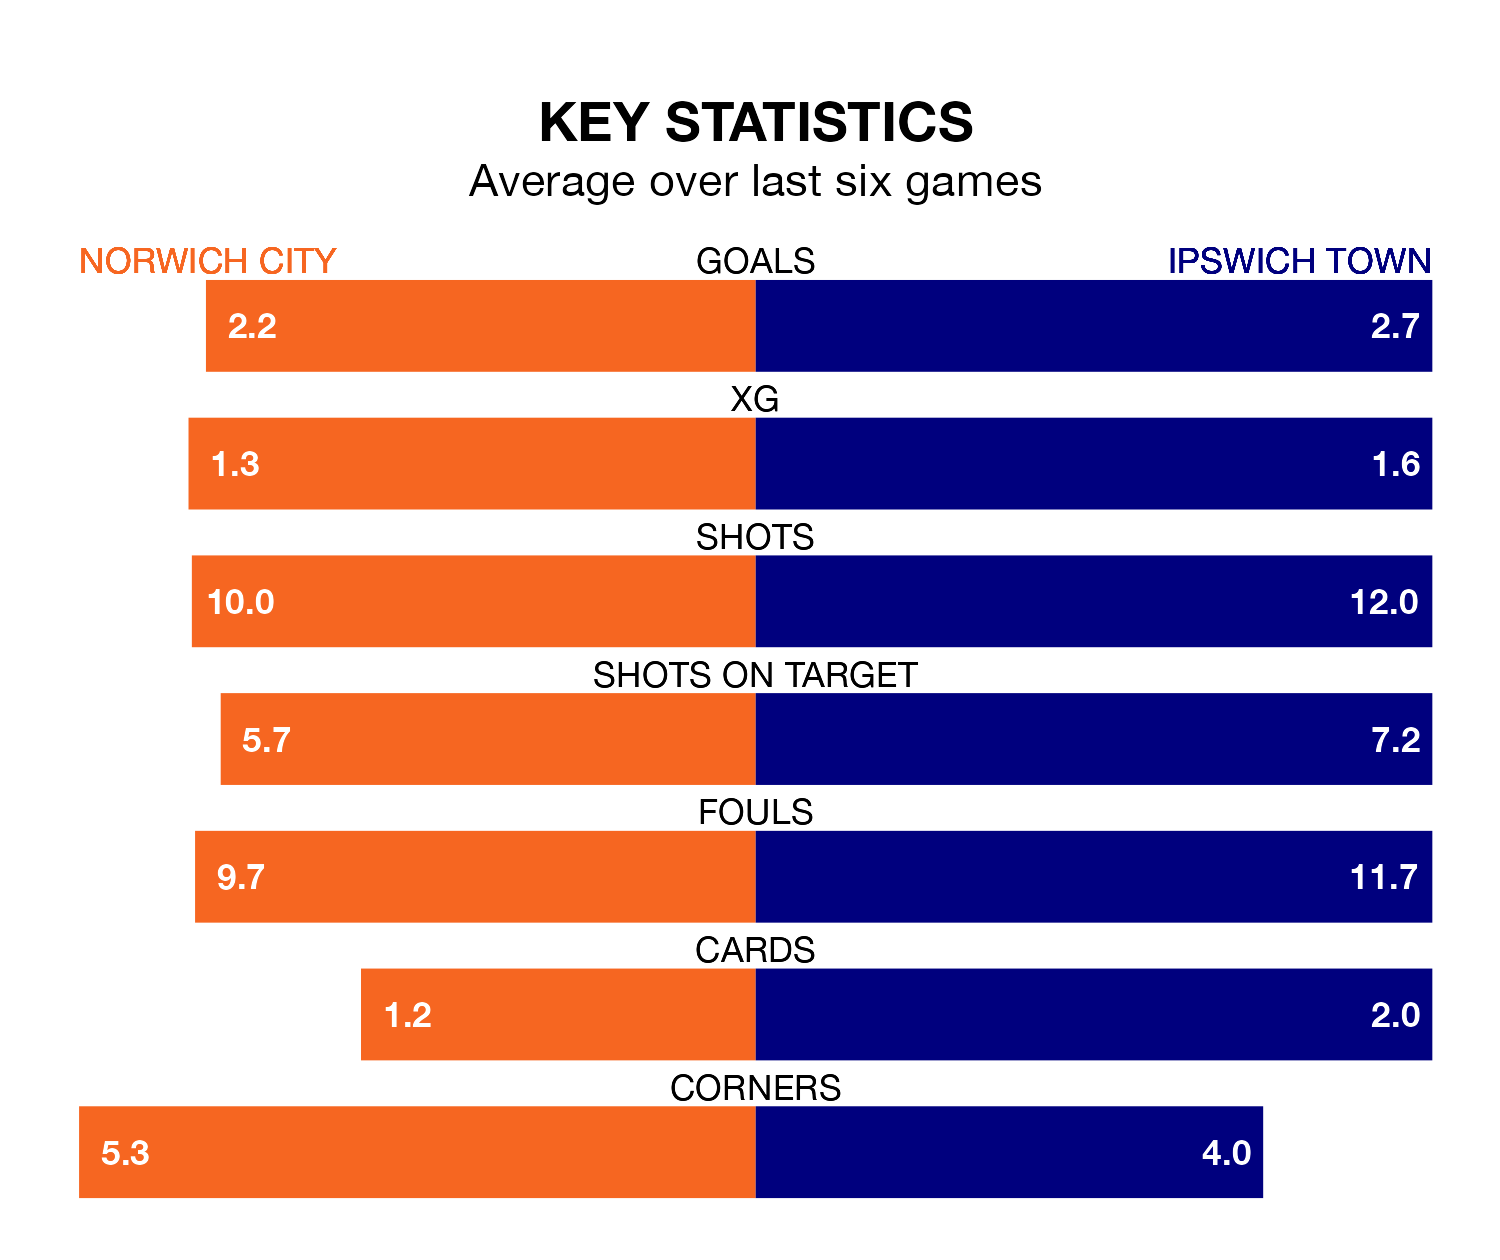 KEY STATISTICS
Average over last six games
NORWICH CITY GOALS IPSWICH TOWN
2.2 2.7
XG
1.3 1.6
SHOTS
10.0 12.0
SHOTS ON TARGET
5.7 7.2
FOULS
9.7 11.7
CARDS
1.2 2.0
CORNERS
5.3 4.0